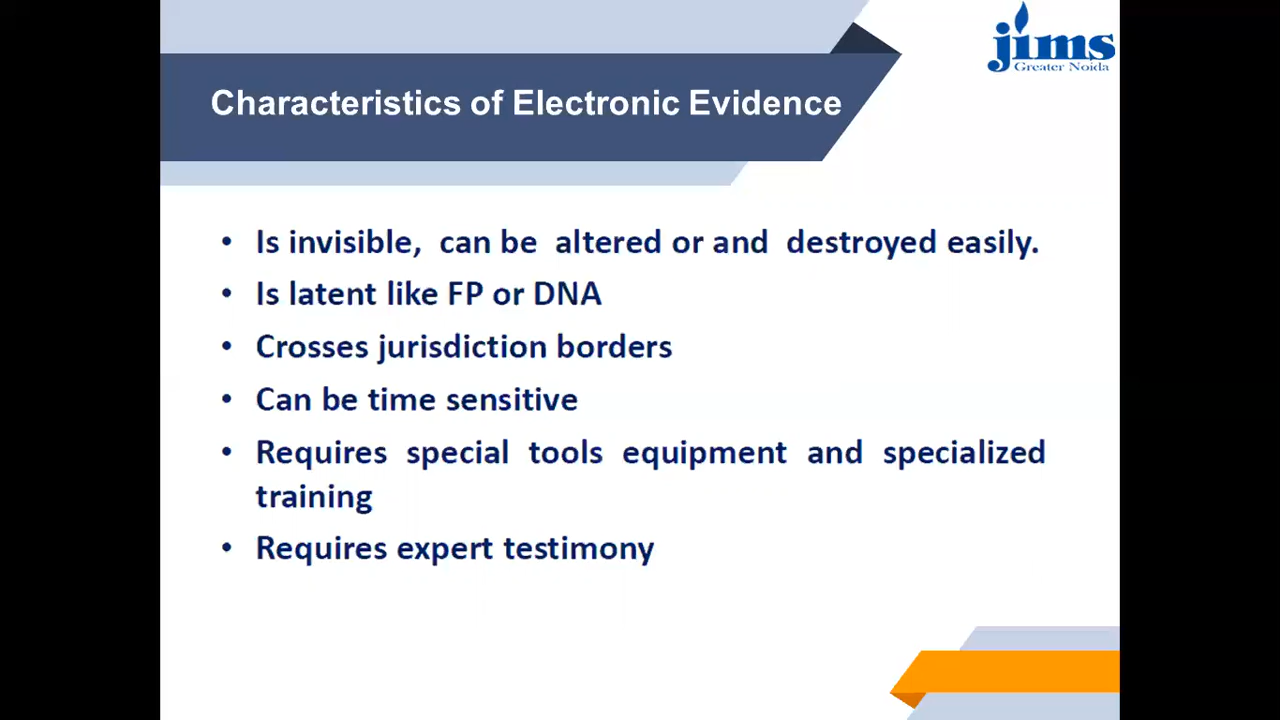 jims
Greater Noida
Characteristics of Electronic Evidence
• Is invisible, can be altered or and destroyed easily.
• Is latent like FP or DNA
• Crosses jurisdiction borders
• Can be time sensitive
• Requires special tools equipment and specialized
training
• Requires expert testimony